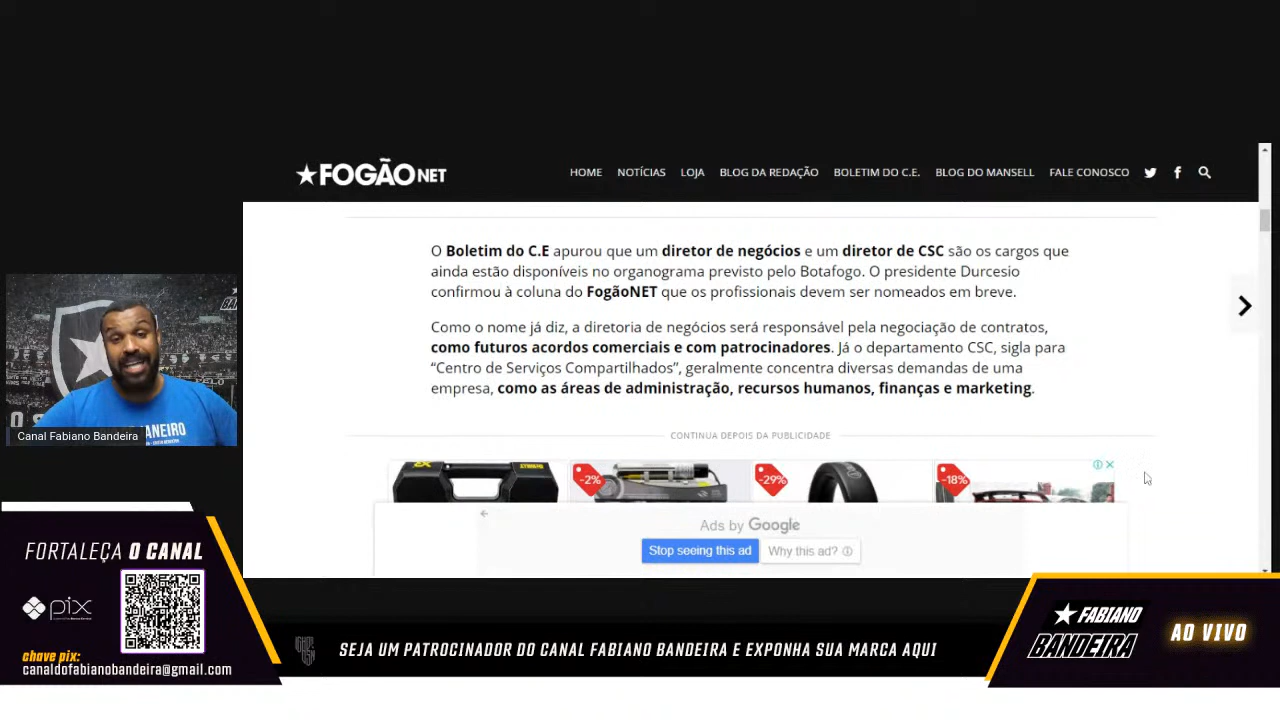 FOGÃO NET
HOME NOTÍCIAS LOJA BLOG DA REDAÇÃO BOLETIM DO C.E. BLOG DO MANSELL FALE CONOSCO
O Boletim do C.E apurou que um diretor de negócios e um diretor de CSC são os cargos que
ainda estão disponíveis no organograma previsto pelo Botafogo. O presidente Durcesio
confirmou à coluna do FogãoNET que os profissionais devem ser nomeados em breve.
Como o nome já diz, a diretoria de negócios será responsável pela negociação de contratos,
como futuros acordos comerciais e com patrocinadores. Já o departamento CSC, sigla para
“Centro de Serviços Compartilhados”, geralmente concentra diversas demandas de uma
empresa, como as áreas de administração, recursos humanos, finanças e marketing.
CONTINUA DEPOIS DA PUBLICIDADE
-2%
-29%
-18%
Ads by Google
Stop seeing this ad
Why this ad?
Canal Fabiano Bandeira
FORTALEÇA O CANAL
pix
chave pix:
canaldofabianobandeira@gmail.com
SEJA UM PATROCINADOR DO CANAL FABIANO BANDEIRA E EXPONHA SUA MARCA AQUI
FABIANO
BANDEIRA
AO VIVO